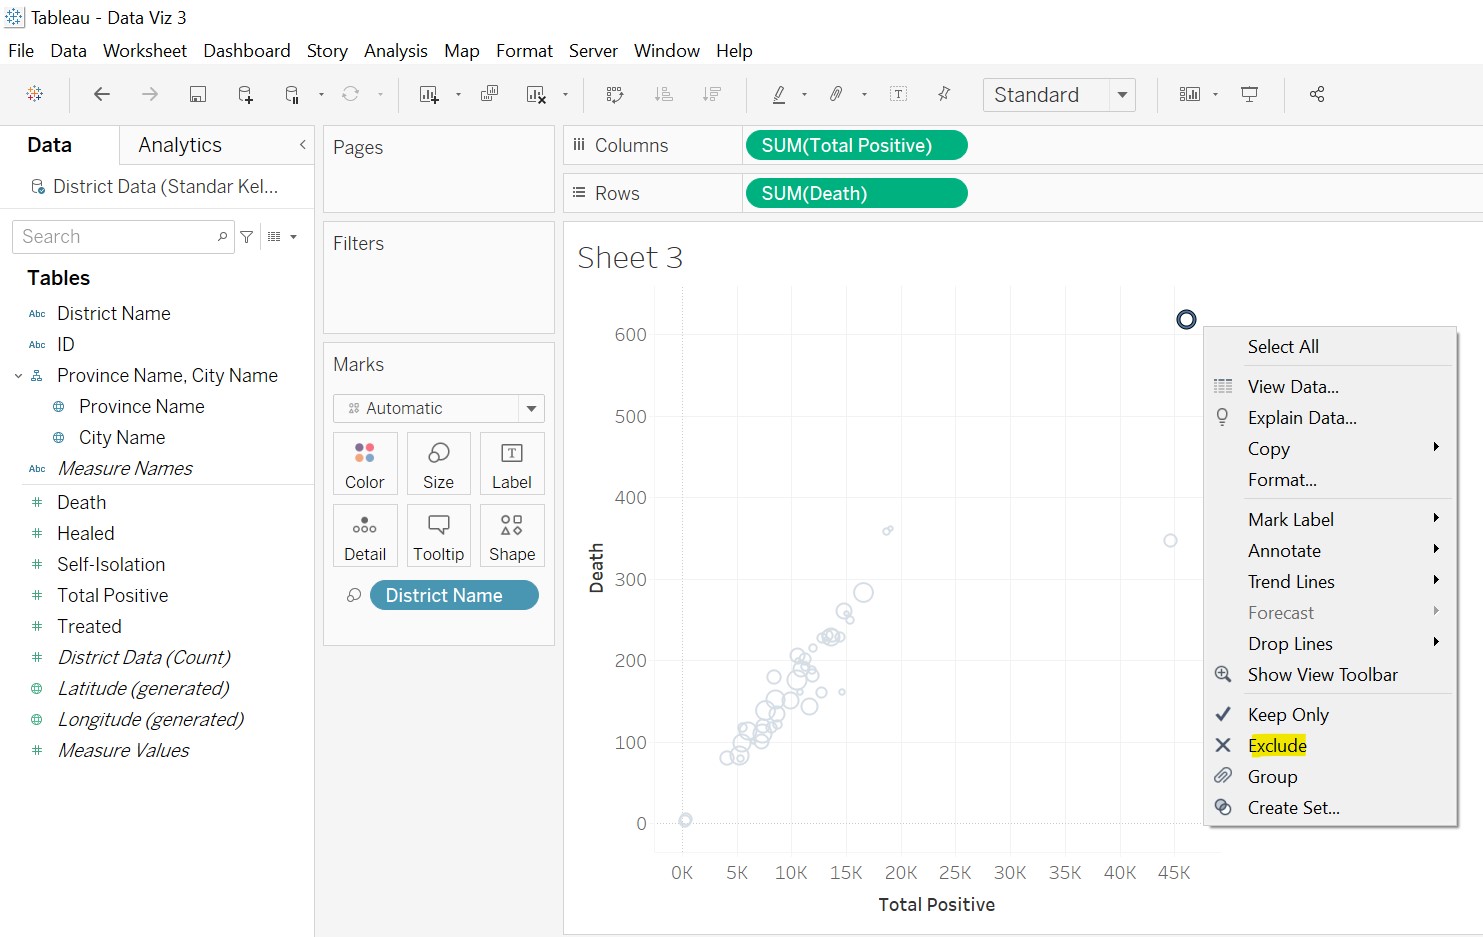 Tableau - Data Viz 3
File Data Worksheet Dashboard Story Analysis Map Format Server Window Help
Standard
Data Analytics
District Data (Standar Kel...
Search
Tables
Abc District Name
Abc ID
Province Name, City Name
Province Name
City Name
Abc Measure Names
# Death
# Healed
# Self-Isolation
# Total Positive
# Treated
# District Data (Count)
Latitude (generated)
Longitude (generated)
# Measure Values
Pages
Filters
Marks
Automatic
Color Size Label
Detail Tooltip Shape
District Name
Columns SUM(Total Positive)
Rows SUM(Death)
Sheet 3
Death
600
500
400
300
200
100
0
0K 5K 10K 15K 20K 25K 30K 35K 40K 45K
Total Positive
Select All
View Data...
Explain Data...
Copy
Format...
Mark Label
Annotate
Trend Lines
Forecast
Drop Lines
Show View Toolbar
Keep Only
Exclude
Group
Create Set...